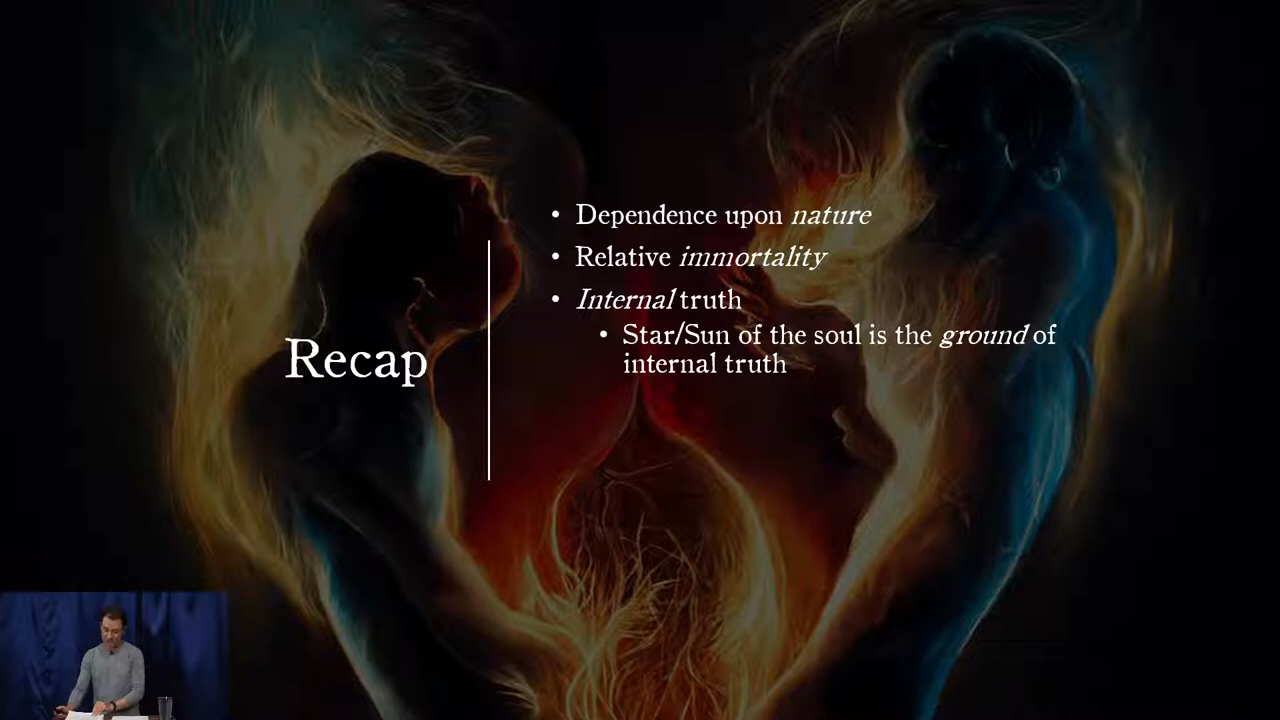 Recap
• Dependence upon nature
• Relative immortality
• Internal truth
• Star/Sun of the soul is the ground of
internal truth